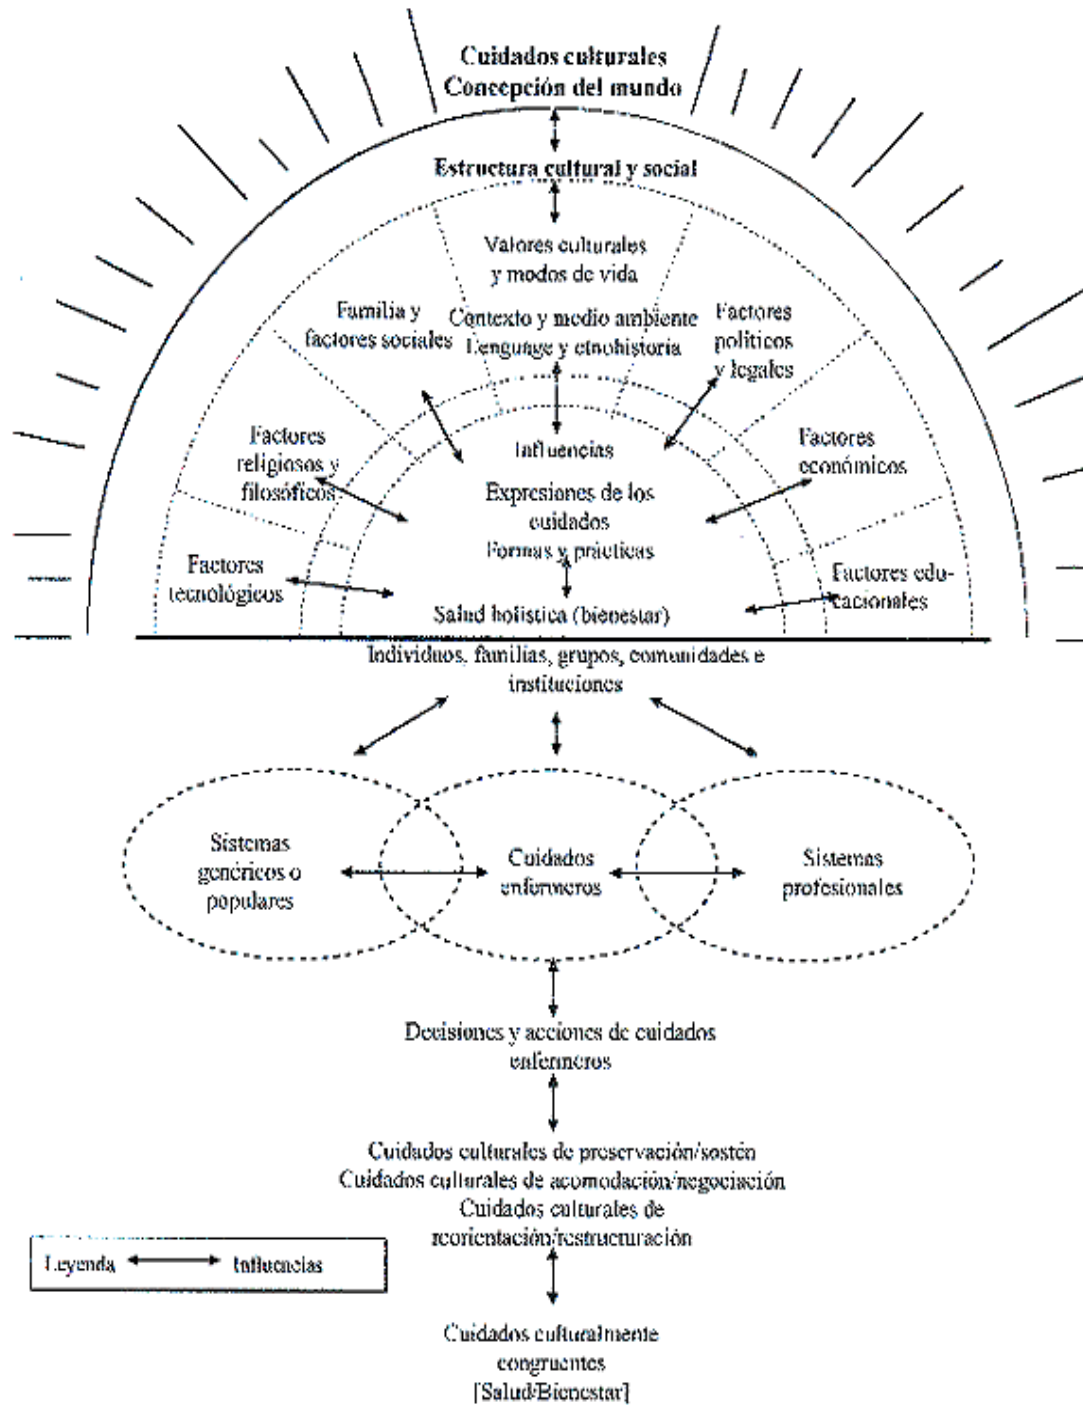 Cuidados culturales
Concepción del mundo
Estructura cultural y social
Valores culturales
y modos de vida
Familia y
factores sociales
Contexto y medio ambiente
Lenguage y etnohistoria
Factores
políticos
y legales
Factores
religiosos y
filosóficos
Influencias
Factores
económicos
Expresiones de los
cuidados
Formas y prácticas
Factores
tecnológicos
Factores edu-
cacionales
Salud holística (bienestar)
Individuos, familias, grupos, comunidades e
instituciones
Sistemas
genéricos o
populares
Cuidados
enfermeros
Sistemas
profesionales
Decisiones y acciones de cuidados
enfermeros
Cuidados culturales de preservación/sostén
Cuidados culturales de acomodación/negociación
Cuidados culturales de
reorientación/restructuración
Leyenda Influencias
Cuidados culturalmente
congruentes
[Salud/Bienestar]